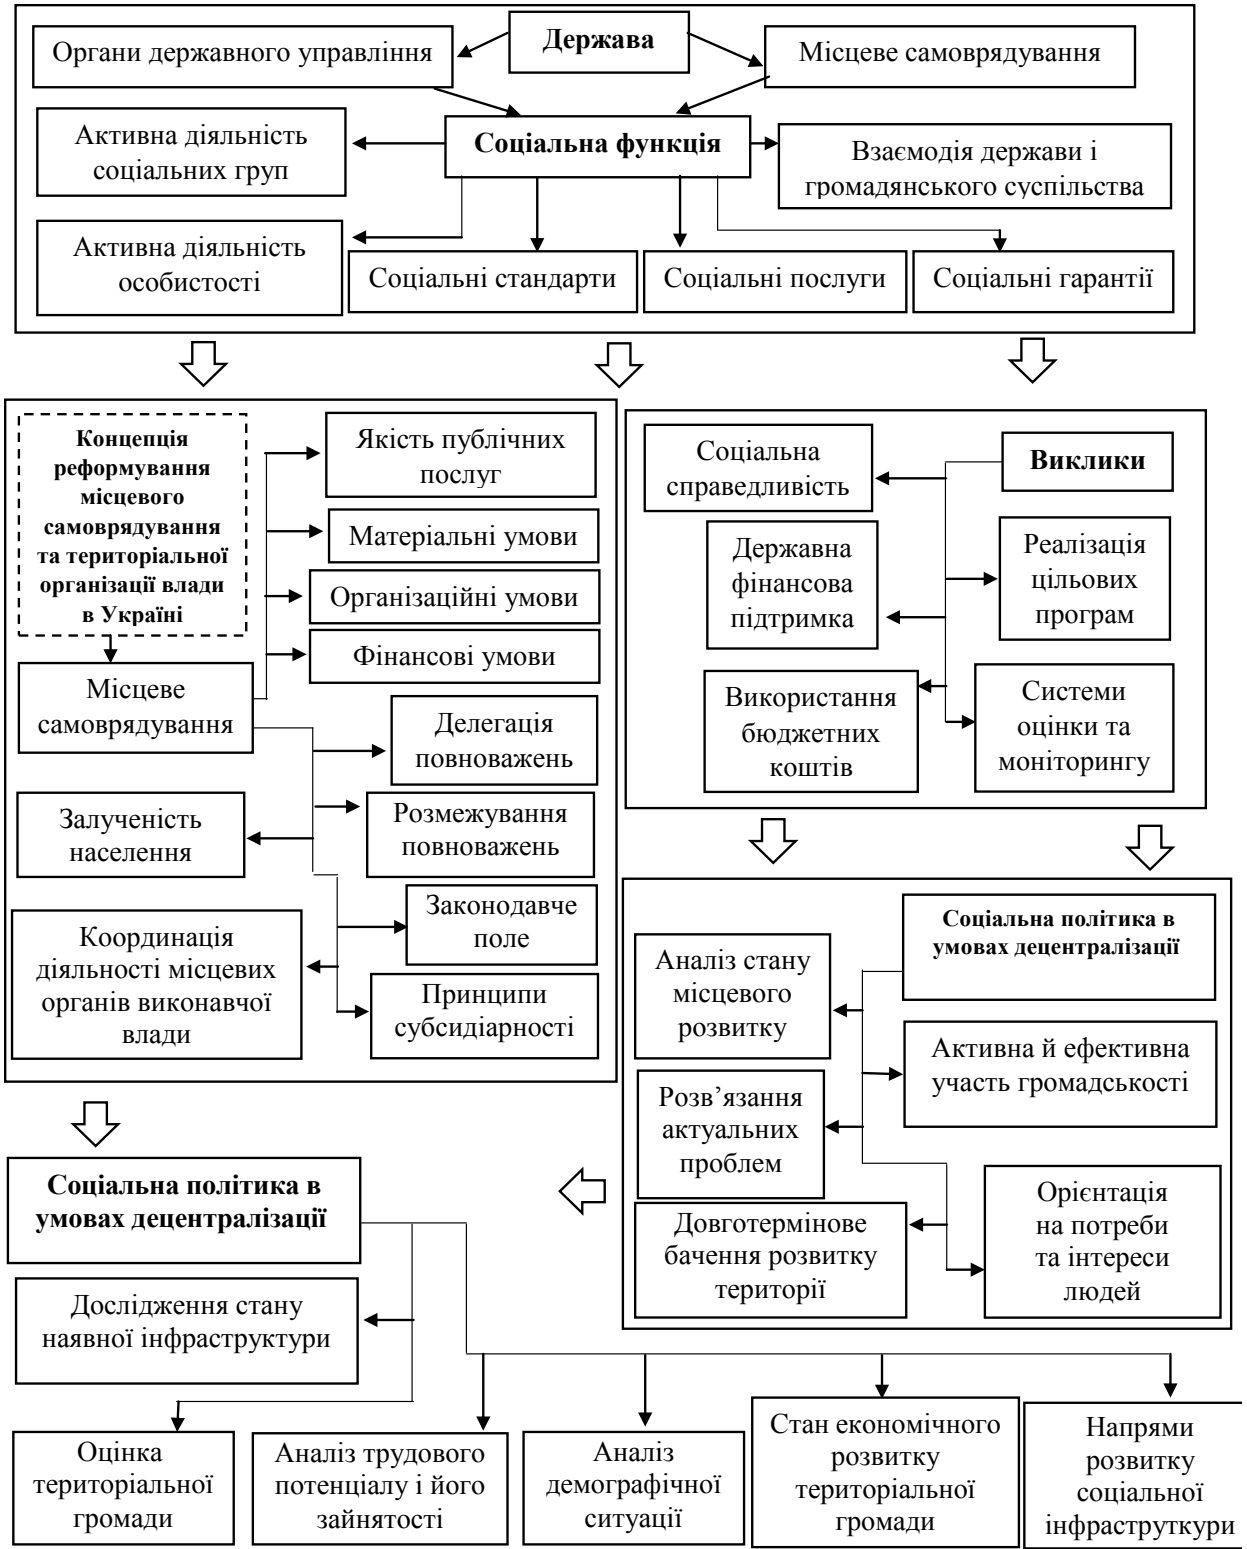 Держава
Органи державного управління
Місцеве самоврядування
Активна діяльність
соціальних груп
Соціальна функція
Взаємодія держави і
громадянського суспільства
Активна діяльність
особистості
Соціальні стандарти
Соціальні послуги
Соціальні гарантії
Концепція
реформування
місцевого
самоврядування
та територіальної
організації влади
в Україні
Якість публічних
послуг
Матеріальні умови
Організаційні умови
Фінансові умови
Місцеве
самоврядування
Делегація
повноважень
Розмежування
повноважень
Залученість
населення
Законодавче
поле
Координація
діяльності місцевих
органів виконавчої
влади
Принципи
субсидіарності
Соціальна
справедливість
Виклики
Державна
фінансова
підтримка
Реалізація
цільових
програм
Використання
бюджетних
коштів
Системи
оцінки та
моніторингу
Соціальна політика в
умовах децентралізації
Аналіз стану
місцевого
розвитку
Активна й ефективна
участь громадськості
Розв’язання
актуальних
проблем
Орієнтація
на потреби
та інтереси
людей
Довготермінове
бачення розвитку
території
Соціальна політика в
умовах децентралізації
Дослідження стану
наявної інфраструктури
Оцінка
територіальної
громади
Аналіз трудового
потенціалу і його
зайнятості
Аналіз
демографічної
ситуації
Стан економічного
розвитку
територіальної
громади
Напрями
розвитку
соціальної
інфраструткури